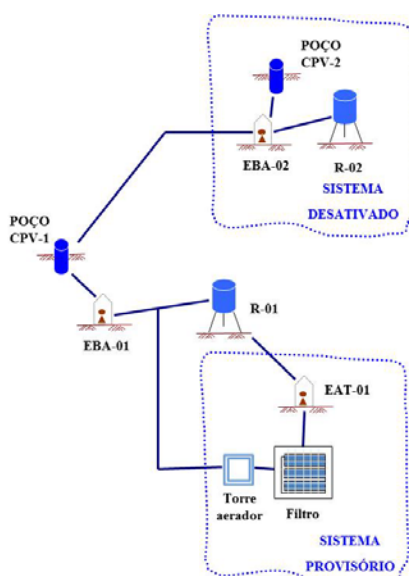 POÇO
CPV-2
EBA-02
R-02
SISTEMA
DESATIVADO
POÇO
CPV-1
R-01
EBA-01
EAT-01
Torre
aerador
Filtro
SISTEMA
PROVISÓRIO